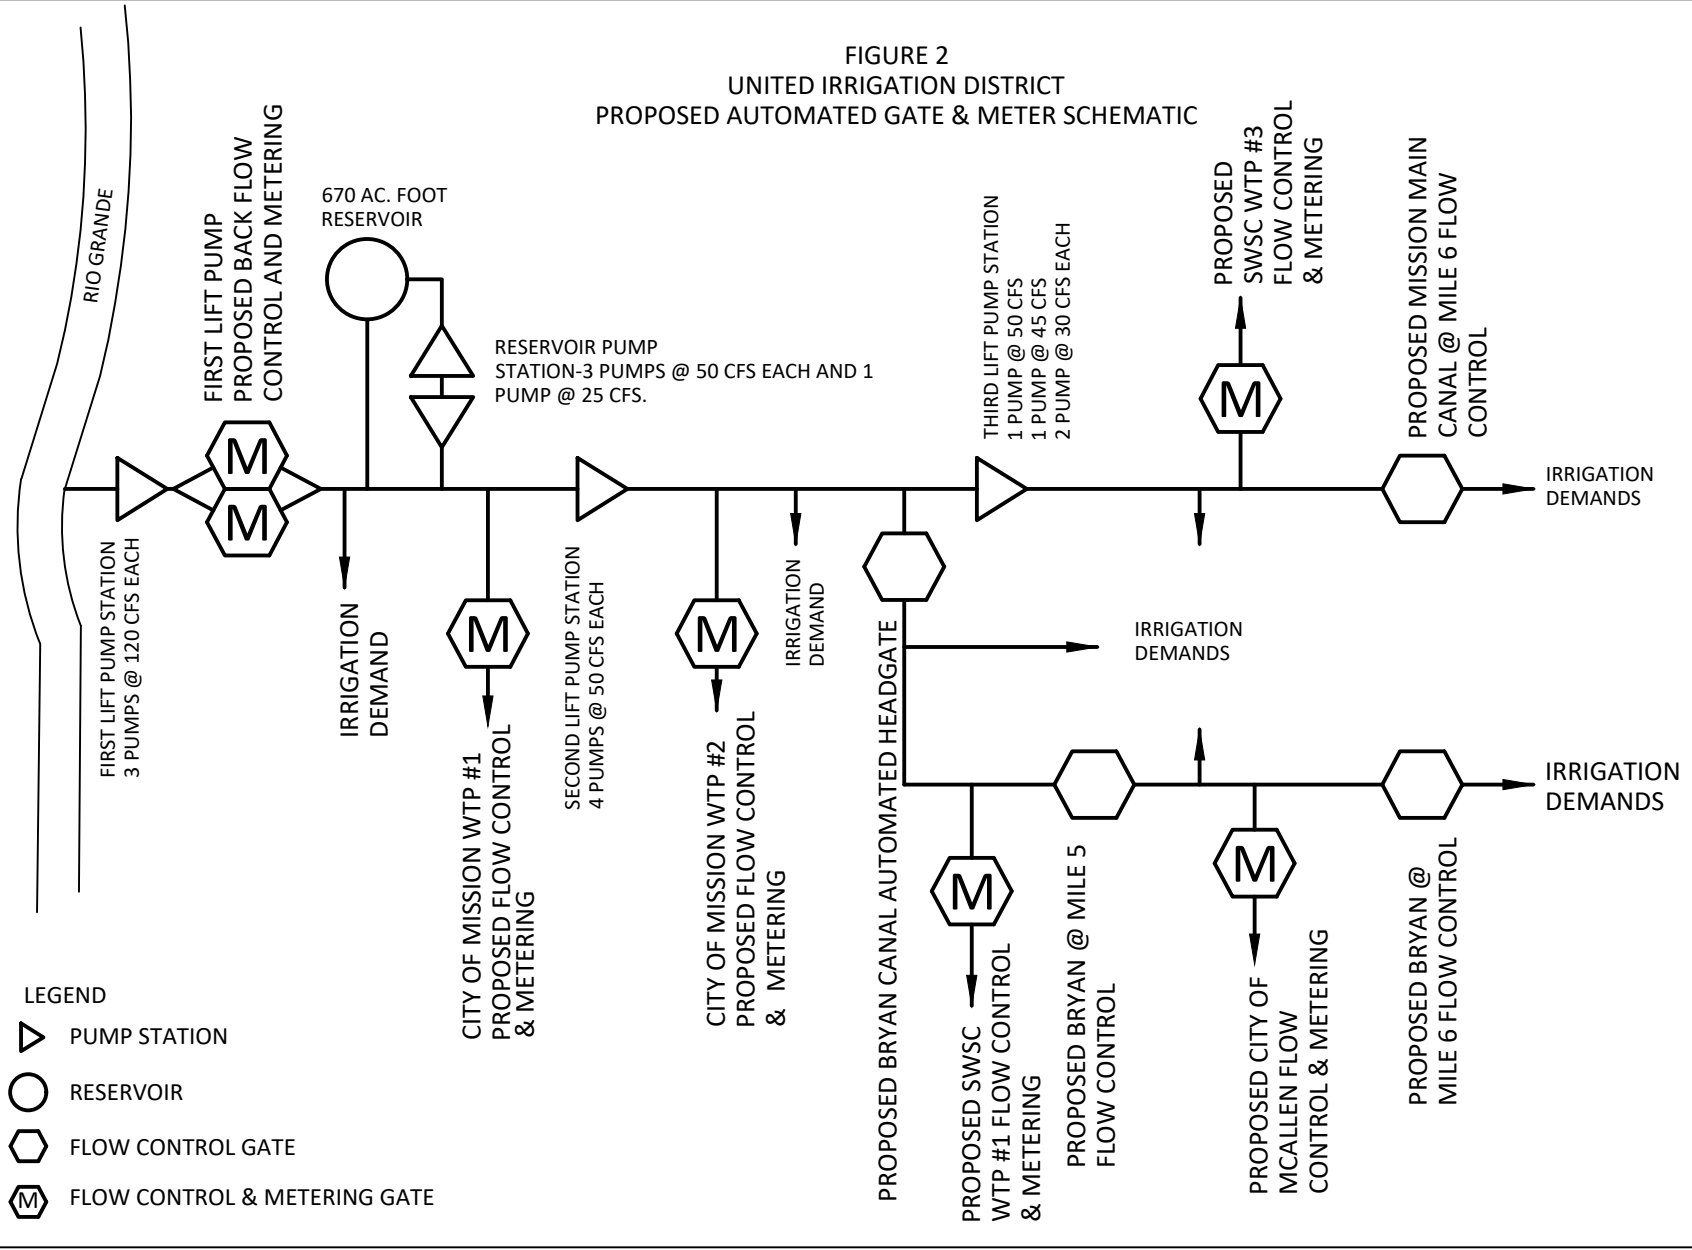 FIGURE 2
UNITED IRRIGATION DISTRICT
PROPOSED AUTOMATED GATE & METER SCHEMATIC
RIO GRANDE
FIRST LIFT PUMP
PROPOSED BACK FLOW
CONTROL AND METERING
670 AC. FOOT
RESERVOIR
RESERVOIR PUMP
STATION-3 PUMPS @ 50 CFS EACH AND 1
PUMP @ 25 CFS.
THIRD LIFT PUMP STATION
1 PUMP @ 50 CFS
1 PUMP @ 45 CFS
2 PUMP @ 30 CFS EACH
PROPOSED
SWSC WTP #3
FLOW CONTROL
& METERING
PROPOSED MISSION MAIN
CANAL @ MILE 6 FLOW
CONTROL
M
M
M
IRRIGATION
DEMANDS
FIRST LIFT PUMP STATION
3 PUMPS @ 120 CFS EACH
IRRIGATION
DEMAND
M
CITY OF MISSION WTP #1
PROPOSED FLOW CONTROL
& METERING
SECOND LIFT PUMP STATION
4 PUMPS @ 50 CFS EACH
M
CITY OF MISSION WTP #2
PROPOSED FLOW CONTROL
& METERING
IRRIGATION
DEMAND
PROPOSED BRYAN CANAL AUTOMATED HEADGATE
IRRIGATION
DEMANDS
IRRIGATION
DEMANDS
M
PROPOSED SWSC
WTP #1 FLOW CONTROL
& METERING
PROPOSED BRYAN @ MILE 5
FLOW CONTROL
M
PROPOSED CITY OF
MCALLEN FLOW
CONTROL & METERING
PROPOSED BRYAN @
MILE 6 FLOW CONTROL
LEGEND
PUMP STATION
RESERVOIR
FLOW CONTROL GATE
M FLOW CONTROL & METERING GATE